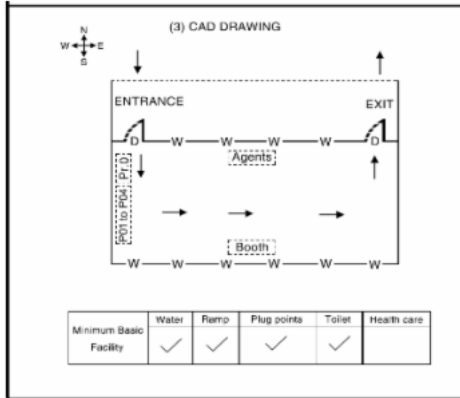 (3) CAD DRAWING
N
W E
S
ENTRANCE EXIT
D W W W W D
Agents
P01 to P04 Pr.O
Booth
W W W W W W
Water Ramp Plug points Toilet Health care
Minimum Basic
Facility ✓ ✓ ✓ ✓